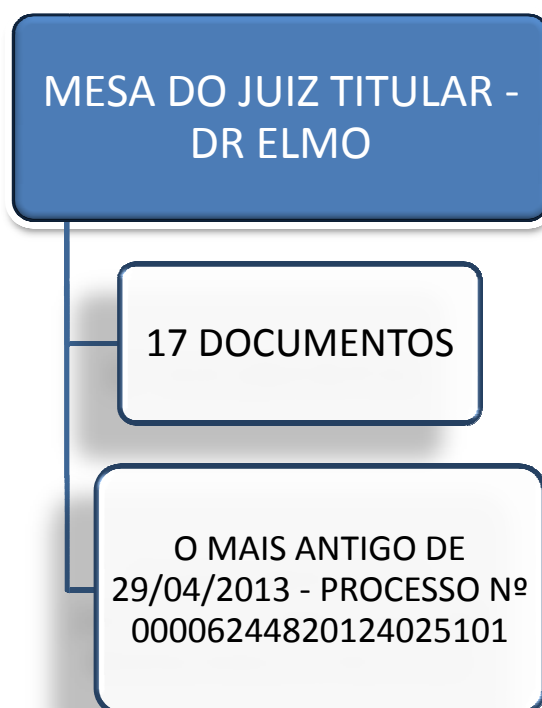 MESA DO JUIZ TITULAR -
DR ELMO
17 DOCUMENTOS
O MAIS ANTIGO DE
29/04/2013 - PROCESSO Nº
00006244820124025101